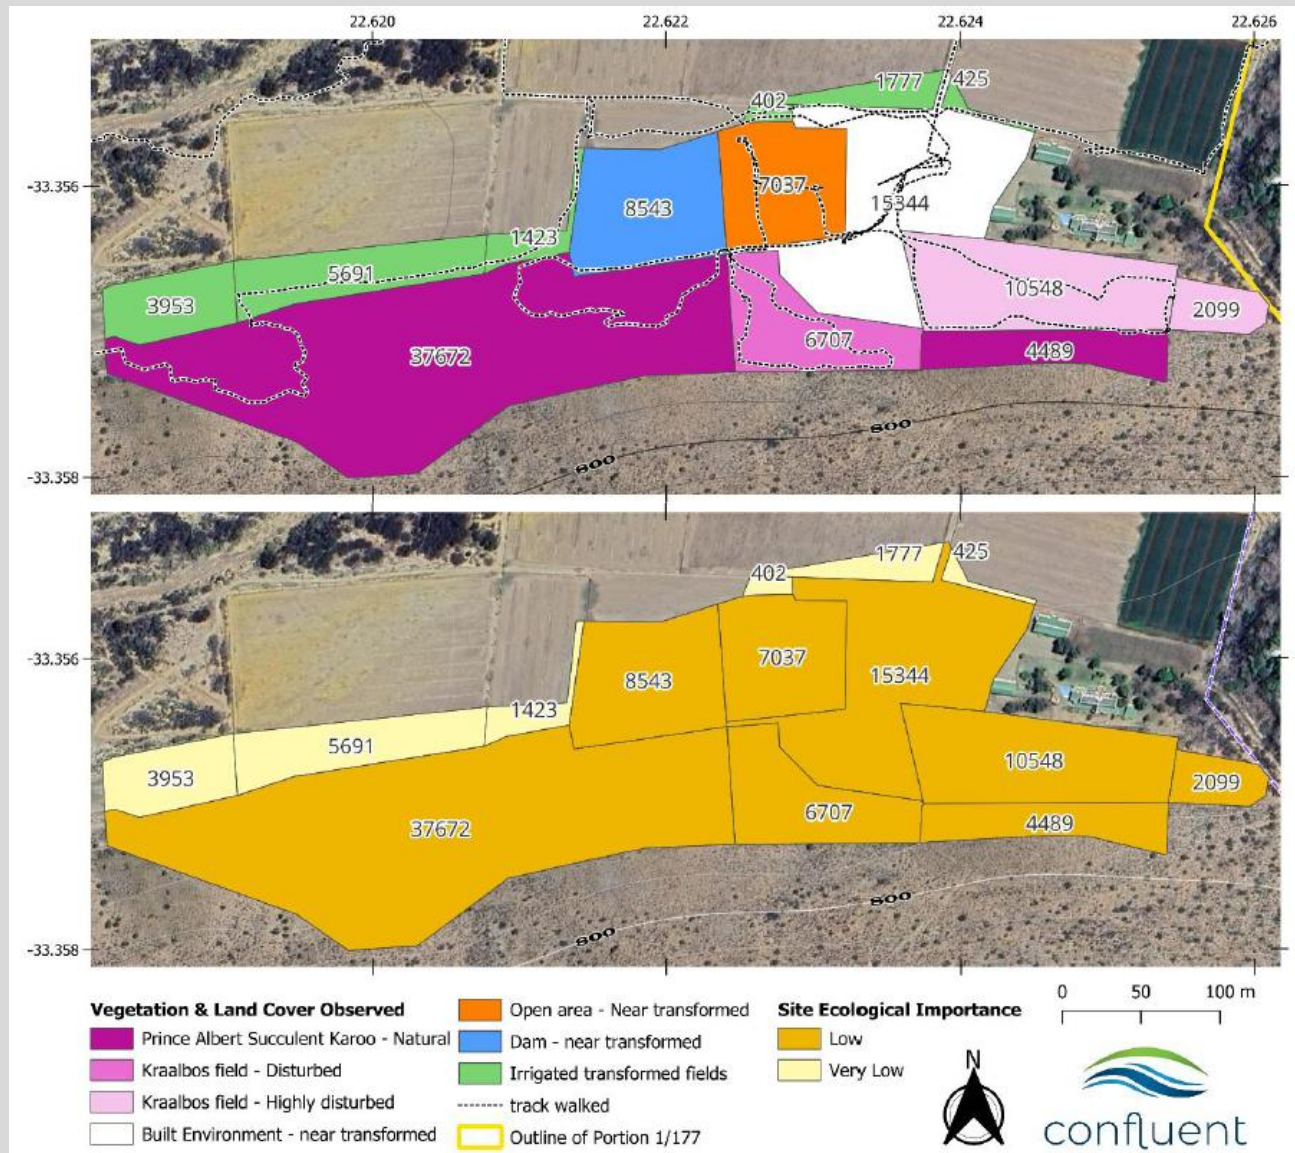 22.620 22.622 22.624 22.626
1777 425
402
-33.356
7037
8543 15344
1423
5691
3953 10548
2099
37672 6707 4489
800
800
-33.358
1777 425
402
-33.356
7037
8543 15344
1423
5691
3953 10548
2099
37672 6707 4489
800
800
-33.358
Vegetation & Land Cover Observed
Prince Albert Succulent Karoo - Natural
Kraalbos field - Disturbed
Kraalbos field - Highly disturbed
Built Environment - near transformed
Open area - Near transformed
Dam - near transformed
Irrigated transformed fields
track walked
Outline of Portion 1/177
Site Ecological Importance
Low
Very Low
0 50 100 m
N
confluent